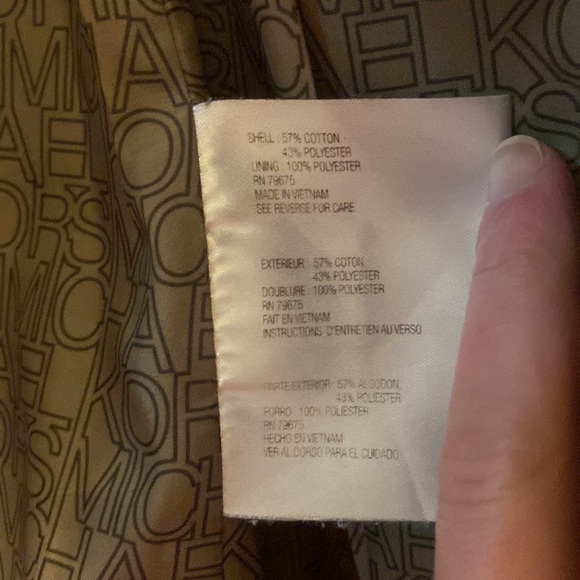 SHELL : 57% COTTON,
43% POLYESTER
LINING : 100% POLYESTER
RN 79675
MADE IN VIETNAM
SEE REVERSE FOR CARE
EXTERIEUR : 57% COTON,
43% POLYESTER
DOUBLURE : 100% POLYESTER
RN 79675
FAIT EN VIETNAM
INSTRUCTIONS D'ENTRETIEN AU VERSO
PARTE EXTERIOR : 57% ALGODON,
43% POLIESTER
FORRO : 100% POLIESTER
RN 79675
HECHO EN VIETNAM
VER AL DORSO PARA EL CUIDADO